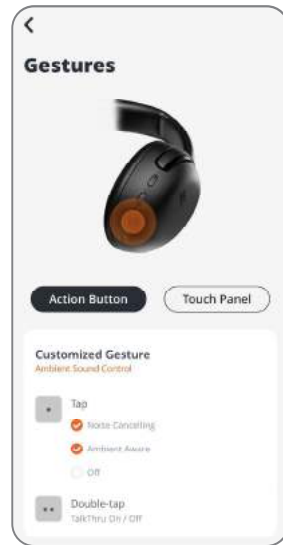 Gestures
Action Button
Touch Panel
Customized Gesture
Ambient Sound Control
Tap
Noise Cancelling
Ambient Aware
Off
Double-tap
TalkThru On / Off